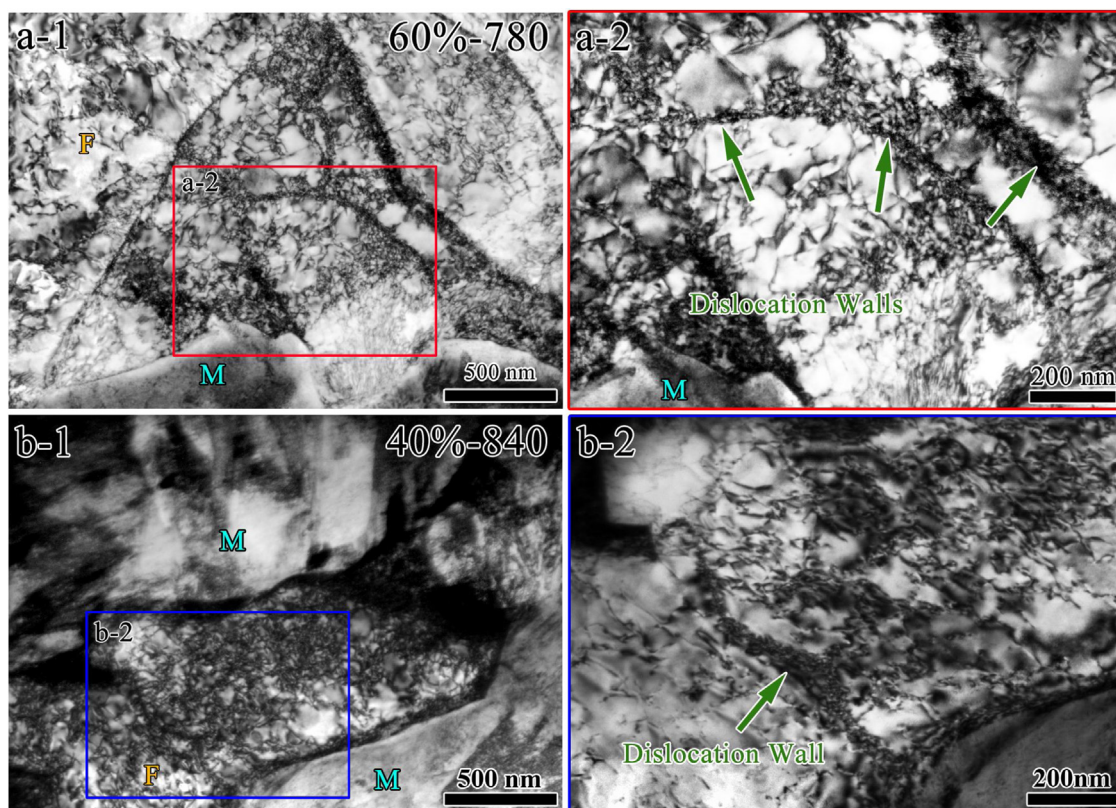 a-1
60%-780
F
a-2
M
500 nm
a-2
Dislocation Walls
M
200 nm
b-1
40%-840
M
b-2
F
M
500 nm
b-2
Dislocation Wall
200nm